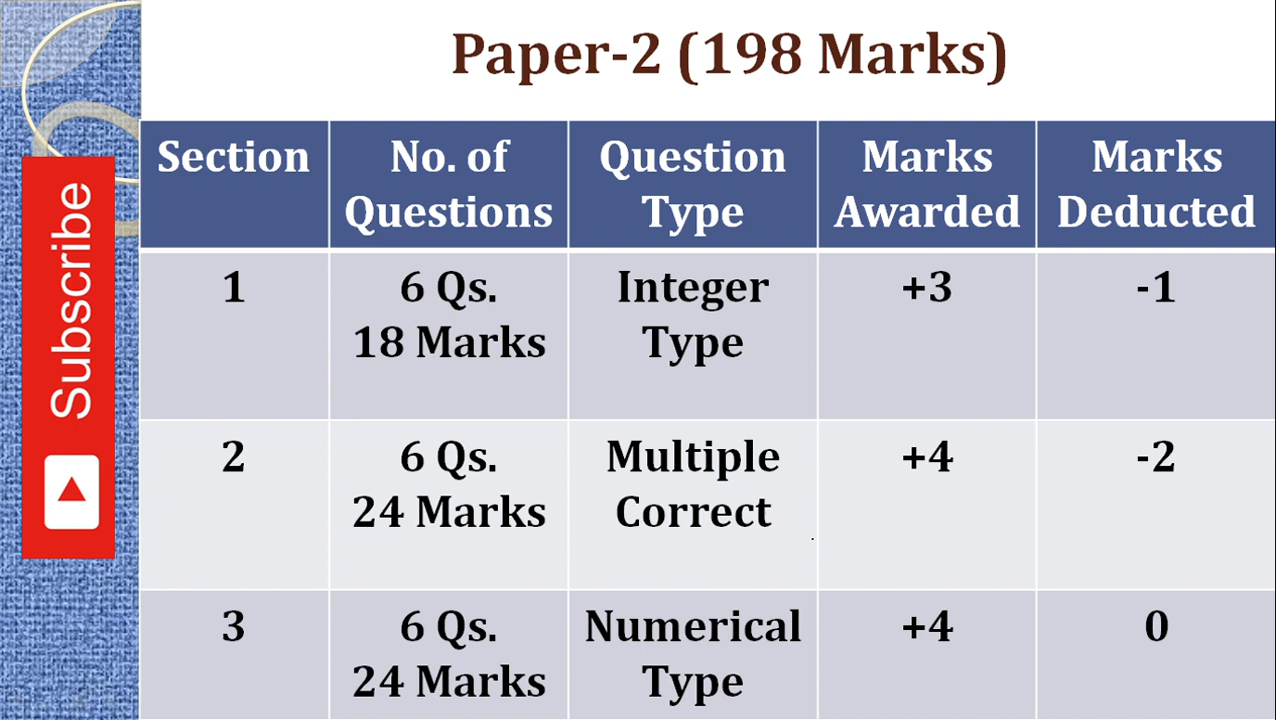 Paper-2 (198 Marks)
Subscribe
Section
No. of
Questions
Question
Type
Marks
Awarded
Marks
Deducted
1
6 Qs.
18 Marks
Integer
Type
+3
-1
2
6 Qs.
24 Marks
Multiple
Correct
+4
-2
3
6 Qs.
24 Marks
Numerical
Type
+4
0